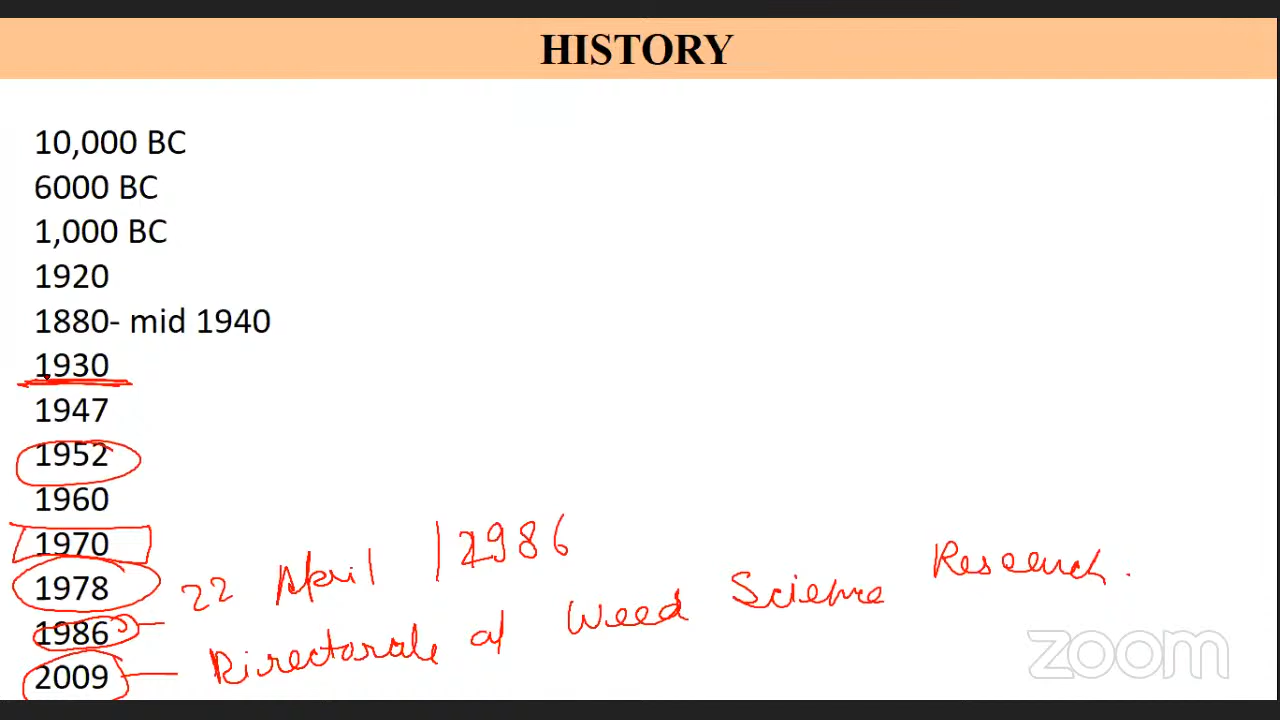 HISTORY
10,000 BC
6000 BC
1,000 BC
1920
1880- mid 1940
1930
1947
1952
1960
1970
1978
1986 22 April / 1986
2009 Directorate of Weed Science Research.
zoom